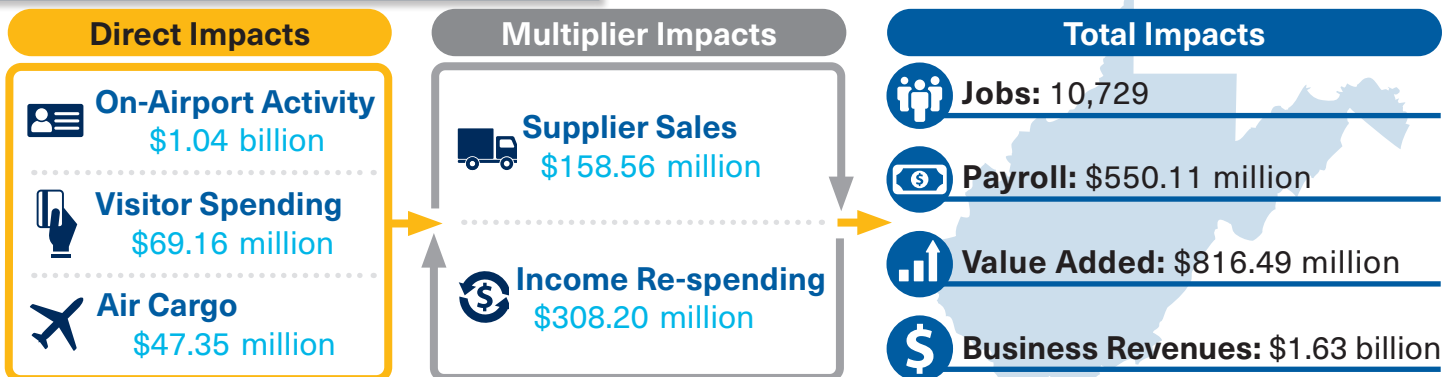 Direct Impacts
On-Airport Activity
$1.04 billion
Visitor Spending
$69.16 million
Air Cargo
$47.35 million
Multiplier Impacts
Supplier Sales
$158.56 million
Income Re-spending
$308.20 million
Total Impacts
Jobs: 10,729
Payroll: $550.11 million
Value Added: $816.49 million
Business Revenues: $1.63 billion